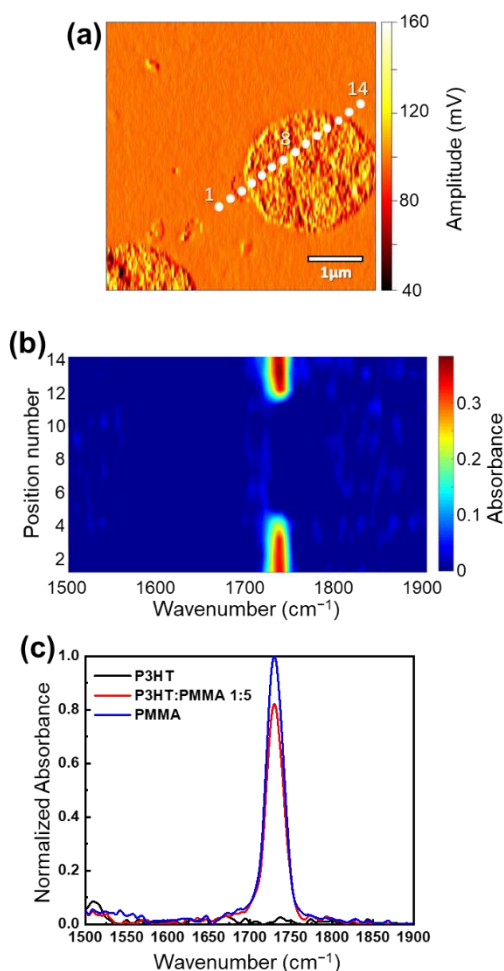 (a)
160
120
80
40
Amplitude (mV)
14
8
1
1µm
(b)
14
12
10
8
6
4
2
Position number
1500 1600 1700 1800 1900
Wavenumber (cm⁻¹)
0.3
0.2
0.1
0
Absorbance
(c)
1.0
0.8
0.6
0.4
0.2
0.0
Normalized Absorbance
P3HT
P3HT:PMMA 1:5
PMMA
1500 1550 1600 1650 1700 1750 1800 1850 1900
Wavenumber (cm⁻¹)